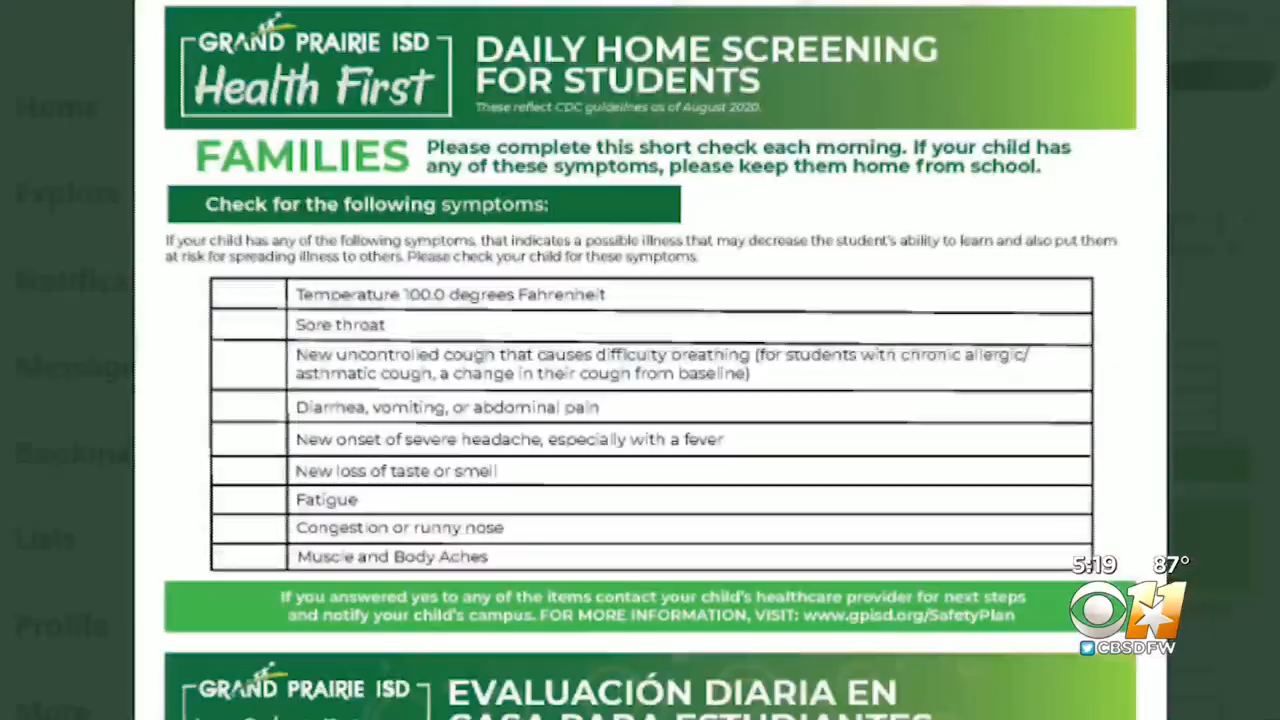 GRAND PRAIRIE ISD
Health First
DAILY HOME SCREENING
FOR STUDENTS
These reflect CDC guidelines as of August 2020.
FAMILIES
Please complete this short check each morning. If your child has
any of these symptoms, please keep them home from school.
Check for the following symptoms:
If your child has any of the following symptoms, that indicates a possible illness that may decrease the student's ability to learn and also put them
at risk for spreading illness to others. Please check your child for these symptoms.
Temperature 100.0 degrees Fahrenheit
Sore throat
New uncontrolled cough that causes difficulty breathing (for students with chronic allergic/
asthmatic cough, a change in their cough from baseline)
Diarrhea, vomiting, or abdominal pain
New onset of severe headache, especially with a fever
New loss of taste or smell
Fatigue
Congestion or runny nose
Muscle and Body Aches
If you answered yes to any of the items contact your child's healthcare provider for next steps
and notify your child's campus. FOR MORE INFORMATION, VISIT: www.gpisd.org/SafetyPlan
GRAND PRAIRIE ISD
EVALUACIÓN DIARIA EN
CASA PARA ESTUDIANTES
Home
Explore
Lists
Profile
More
5:19 87°
11
CBSDFW